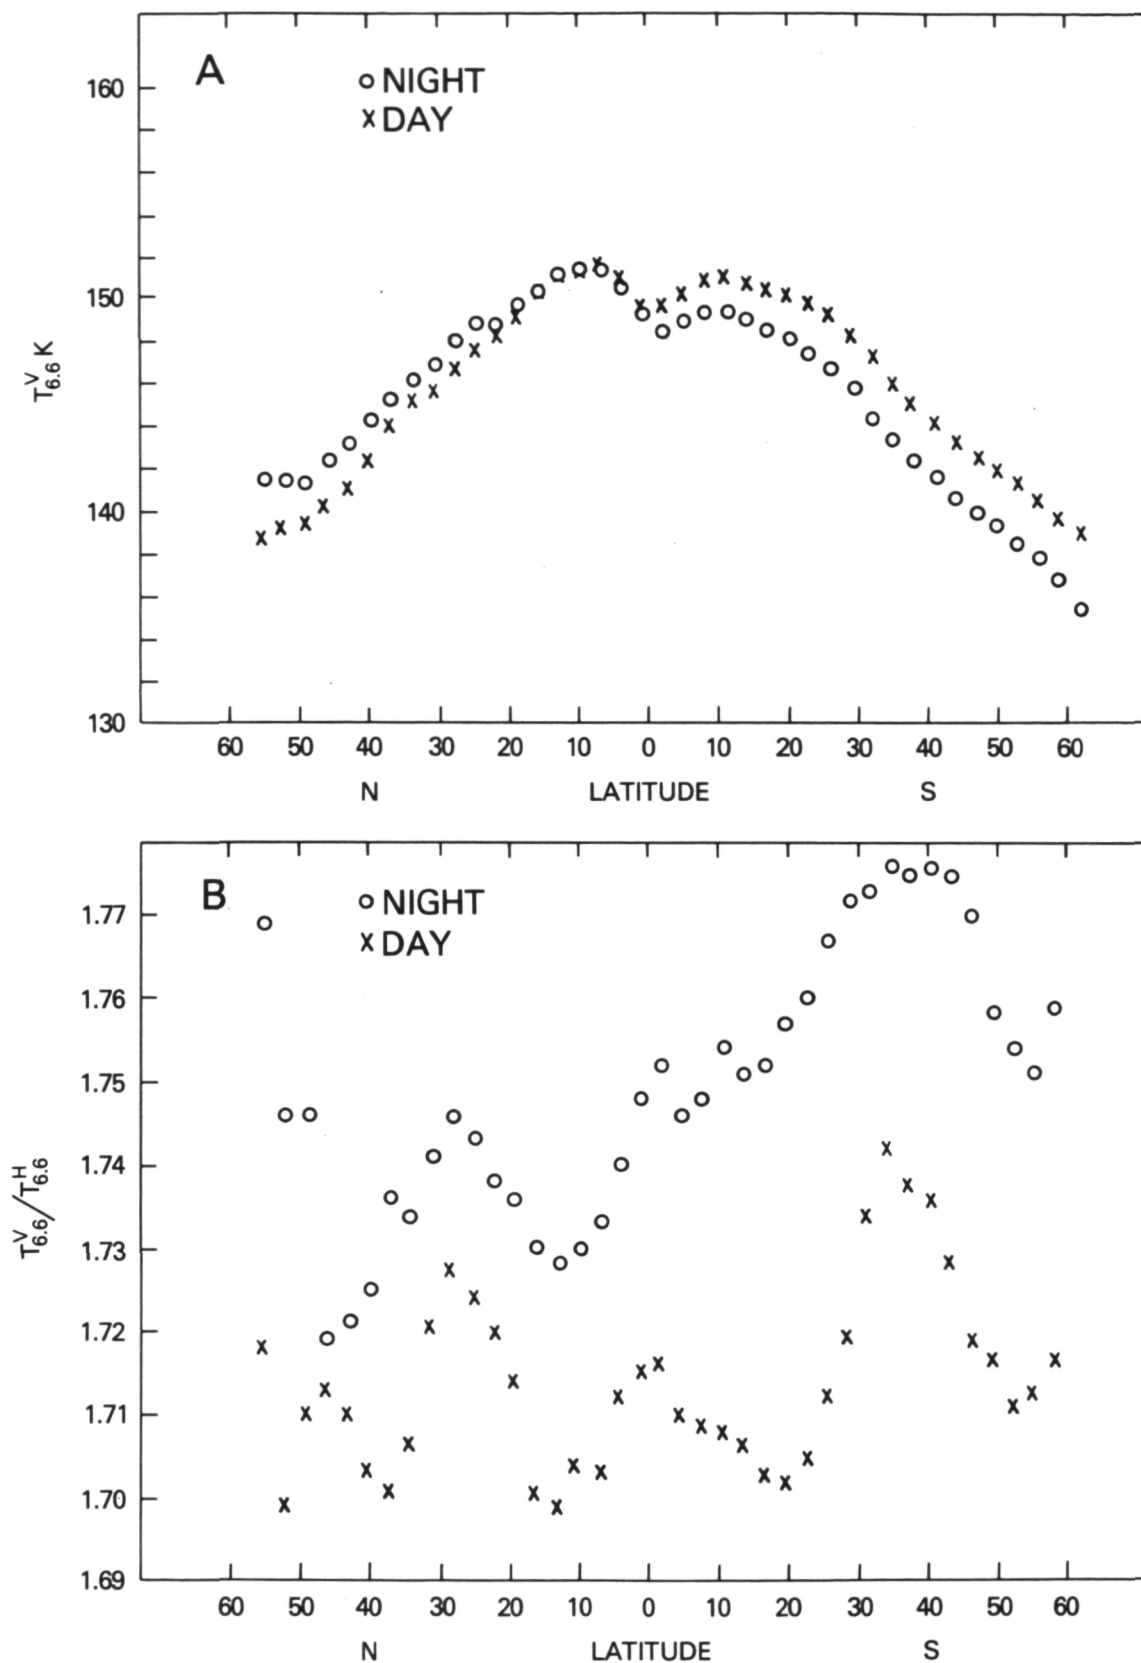 A
O NIGHT
X DAY
160
150
140
130
T^V_6.6 K
60 50 40 30 20 10 0 10 20 30 40 50 60
N LATITUDE S
B
O NIGHT
X DAY
1.77
1.76
1.75
1.74
1.73
1.72
1.71
1.70
1.69
T^V_6.6/T^H_6.6
60 50 40 30 20 10 0 10 20 30 40 50 60
N LATITUDE S